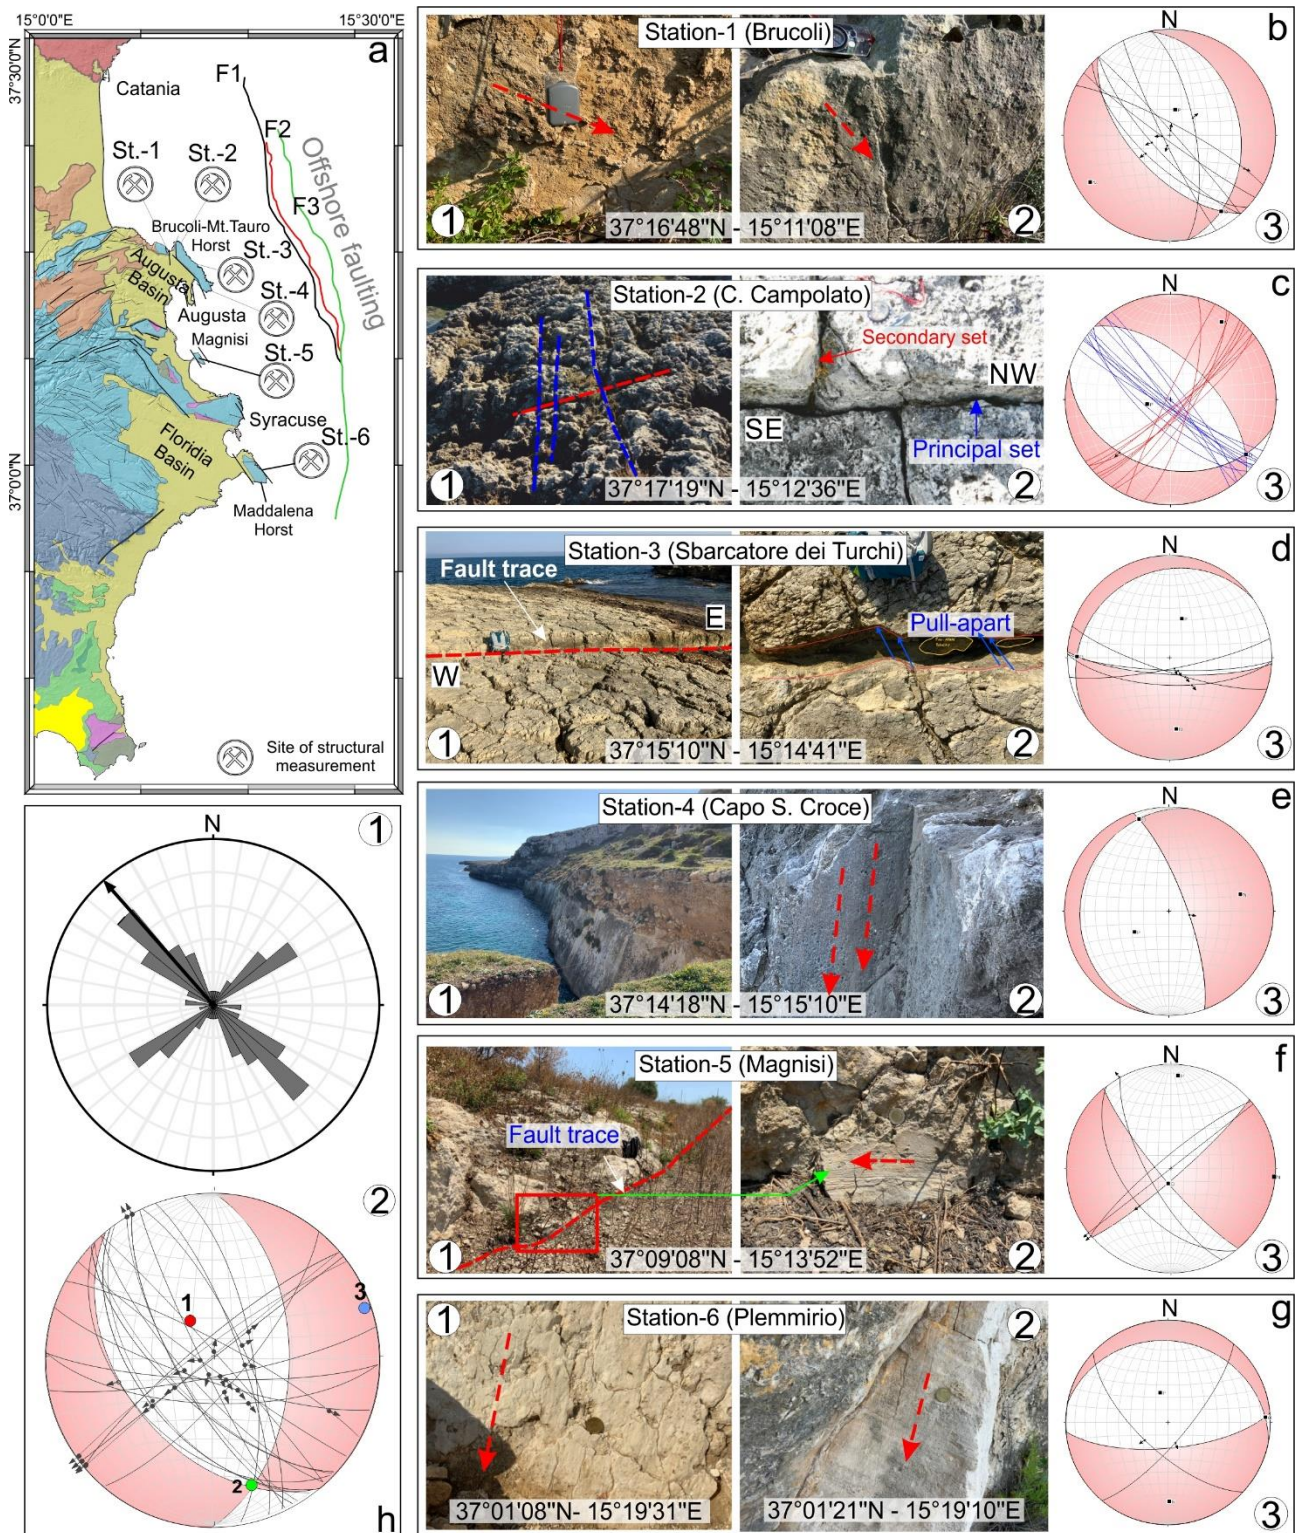 15°0'0"E
15°30'0"E
37°30'0"N
37°0'0"N
a
Catania
F1
F2
F3
Offshore faulting
St.-1
St.-2
Brucoli-Mt.Tauro
Horst
St.-3
Augusta
Basin
St.-4
Augusta
Magnisi
St.-5
Syracuse
St.-6
Floridia
Basin
Maddalena
Horst
Site of structural
measurement
1
N
2
1
2
3
h
Station-1 (Brucoli)
1
2
37°16'48"N - 15°11'08"E
N
b
3
Station-2 (C. Campolato)
Secondary set
NW
SE
Principal set
1
2
37°17'19"N - 15°12'36"E
N
c
3
Station-3 (Sbarcatore dei Turchi)
Fault trace
E
W
Pull-apart
1
2
37°15'10"N - 15°14'41"E
N
d
3
Station-4 (Capo S. Croce)
1
2
37°14'18"N - 15°15'10"E
N
e
3
Station-5 (Magnisi)
Fault trace
1
2
37°09'08"N - 15°13'52"E
N
f
3
Station-6 (Plemmirio)
1
2
37°01'08"N- 15°19'31"E
37°01'21"N - 15°19'10"E
N
g
3